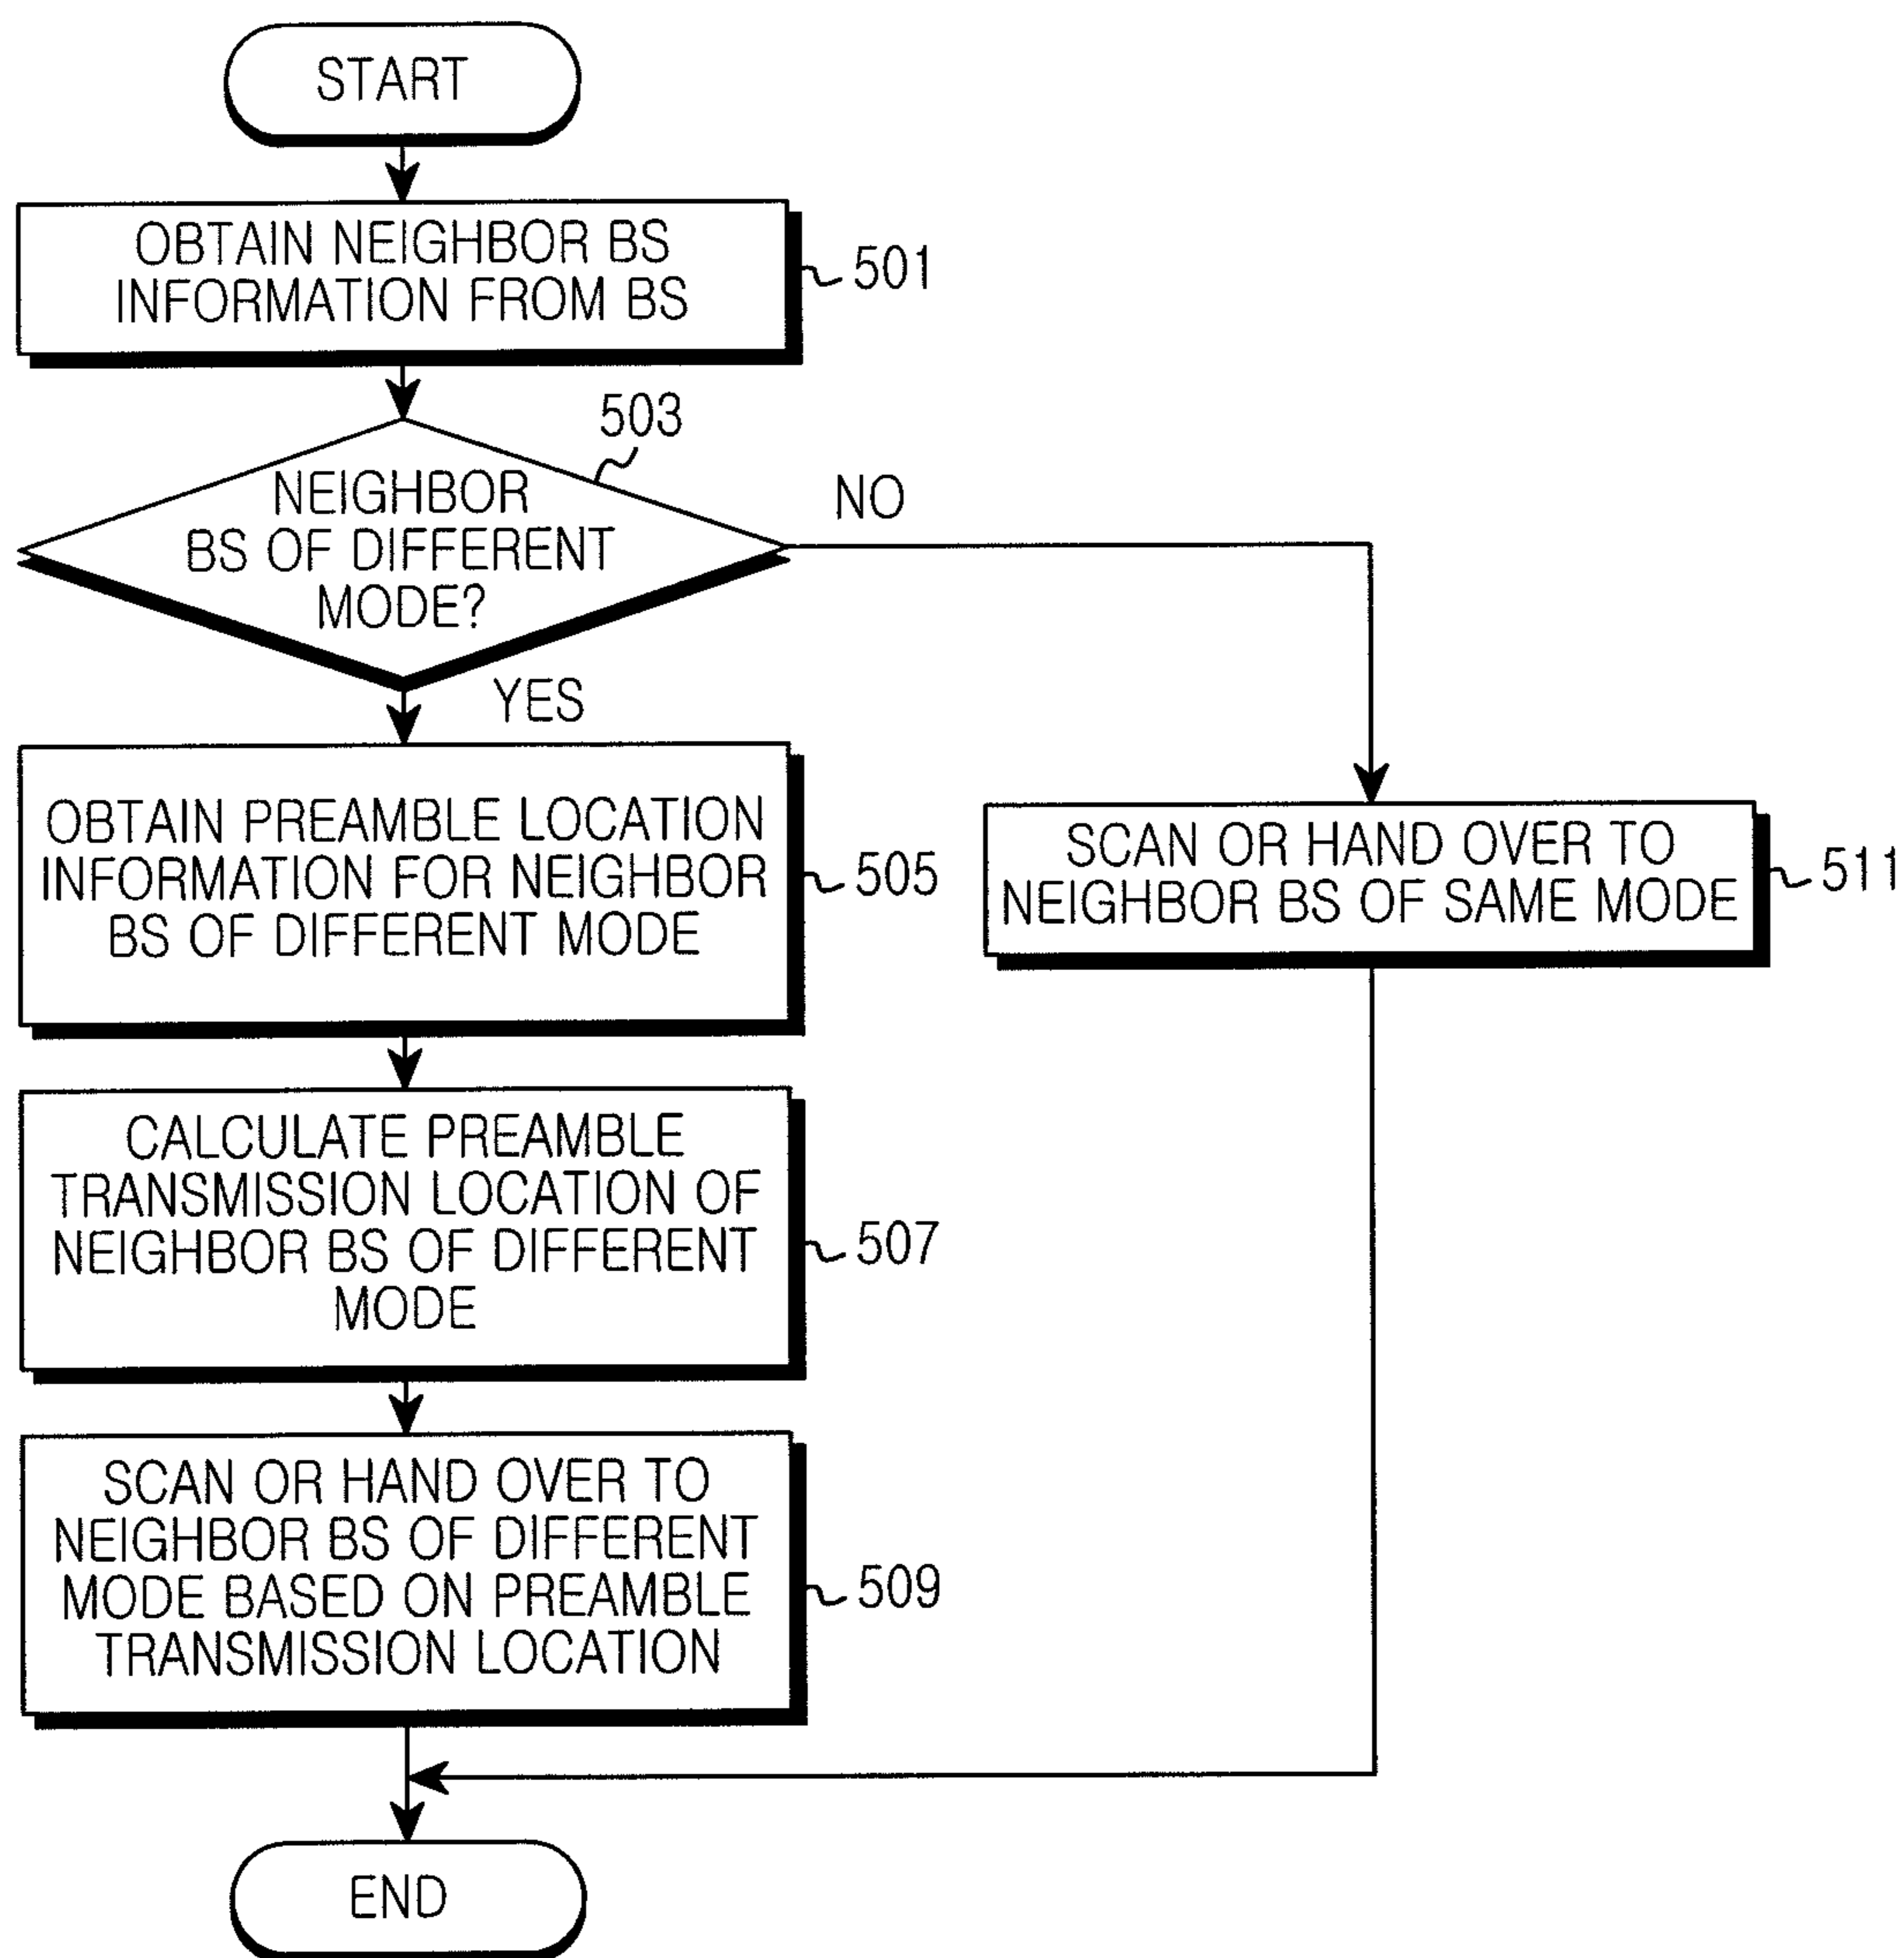 START
OBTAIN NEIGHBOR BS
INFORMATION FROM BS
501
503
NEIGHBOR
BS OF DIFFERENT
MODE?
NO
YES
OBTAIN PREAMBLE LOCATION
INFORMATION FOR NEIGHBOR
BS OF DIFFERENT MODE
505
SCAN OR HAND OVER TO
NEIGHBOR BS OF SAME MODE
511
CALCULATE PREAMBLE
TRANSMISSION LOCATION OF
NEIGHBOR BS OF DIFFERENT
MODE
507
SCAN OR HAND OVER TO
NEIGHBOR BS OF DIFFERENT
MODE BASED ON PREAMBLE
TRANSMISSION LOCATION
509
END